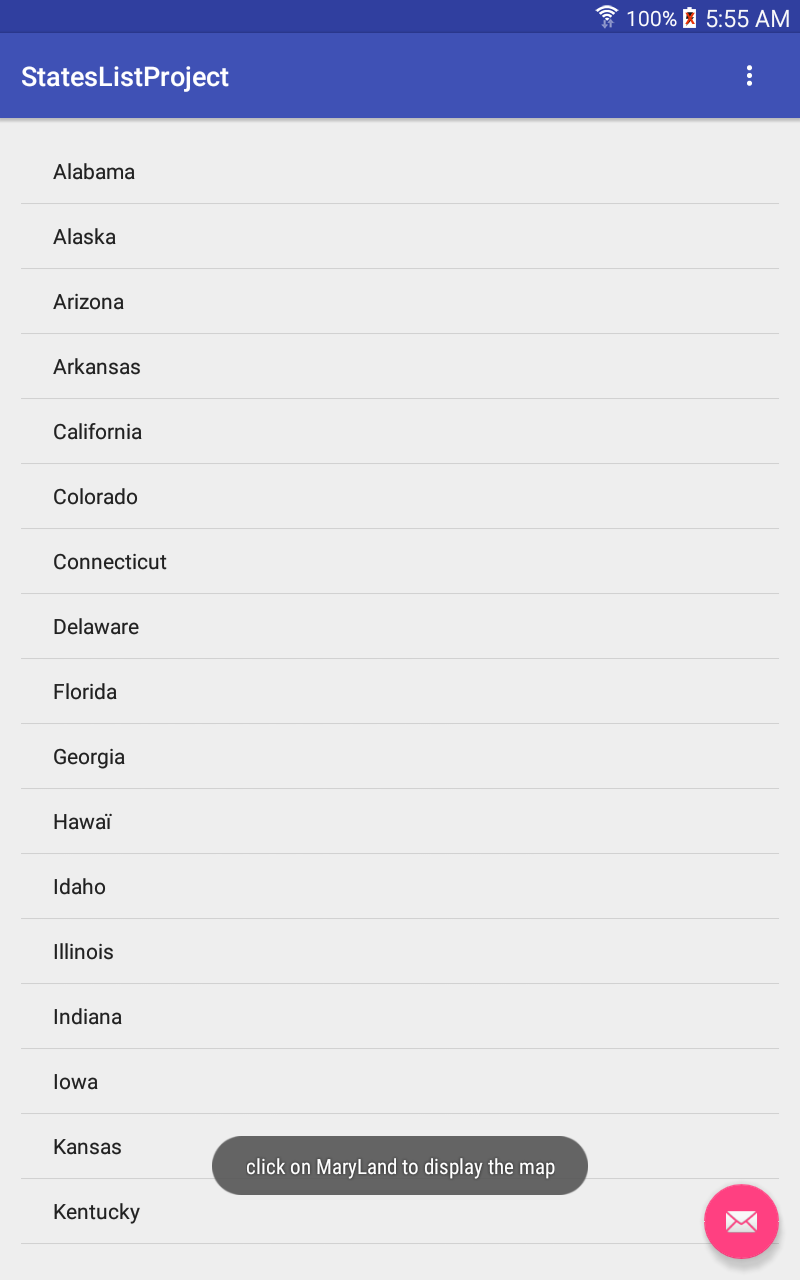 100% 5:55 AM
StatesListProject
Alabama
Alaska
Arizona
Arkansas
California
Colorado
Connecticut
Delaware
Florida
Georgia
Hawaï
Idaho
Illinois
Indiana
Iowa
Kansas
click on MaryLand to display the map
Kentucky